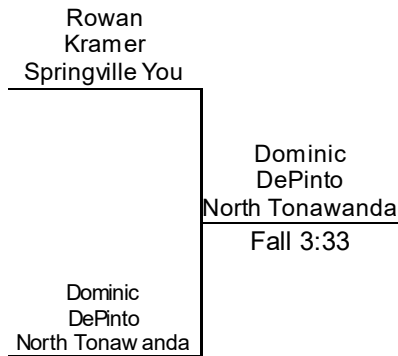 Rowan
Kramer
Springville You
Dominic
DePinto
North Tonawanda
Fall 3:33
Dominic
DePinto
North Tonawanda